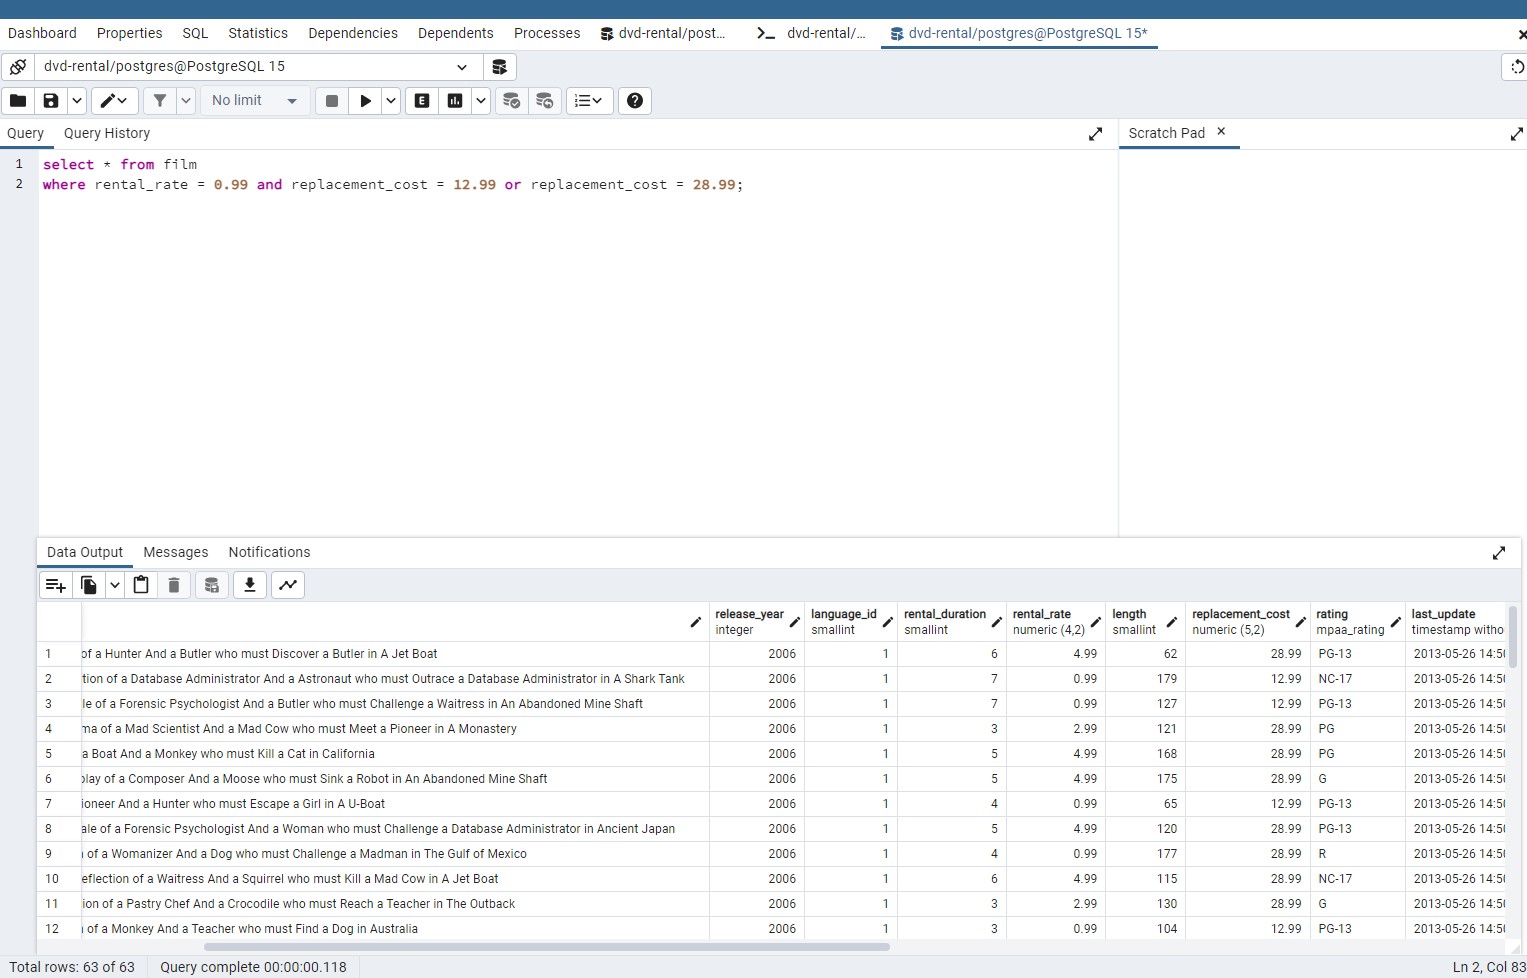 Dashboard Properties SQL Statistics Dependencies Dependents Processes dvd-rental/post... dvd-rental/... dvd-rental/postgres@PostgreSQL 15*
dvd-rental/postgres@PostgreSQL 15
No limit E
Query Query History Scratch Pad
1 select * from film
2 where rental_rate = 0.99 and replacement_cost = 12.99 or replacement_cost = 28.99;
Data Output Messages Notifications
release_year language_id rental_duration rental_rate length replacement_cost rating last_update
integer smallint smallint numeric (4,2) smallint numeric (5,2) mpaa_rating timestamp witho
1 of a Hunter And a Butler who must Discover a Butler in A Jet Boat 2006 1 6 4.99 62 28.99 PG-13 2013-05-26 14:50
2 tion of a Database Administrator And a Astronaut who must Outrace a Database Administrator in A Shark Tank 2006 1 7 0.99 179 12.99 NC-17 2013-05-26 14:50
3 le of a Forensic Psychologist And a Butler who must Challenge a Waitress in An Abandoned Mine Shaft 2006 1 7 0.99 127 12.99 PG-13 2013-05-26 14:50
4 ma of a Mad Scientist And a Mad Cow who must Meet a Pioneer in A Monastery 2006 1 3 2.99 121 28.99 PG 2013-05-26 14:50
5 a Boat And a Monkey who must Kill a Cat in California 2006 1 5 4.99 168 28.99 PG 2013-05-26 14:50
6 play of a Composer And a Moose who must Sink a Robot in An Abandoned Mine Shaft 2006 1 5 4.99 175 28.99 G 2013-05-26 14:50
7 ioneer And a Hunter who must Escape a Girl in A U-Boat 2006 1 4 0.99 65 12.99 PG-13 2013-05-26 14:50
8 ale of a Forensic Psychologist And a Woman who must Challenge a Database Administrator in Ancient Japan 2006 1 5 4.99 120 28.99 PG-13 2013-05-26 14:50
9 of a Womanizer And a Dog who must Challenge a Madman in The Gulf of Mexico 2006 1 4 0.99 177 28.99 R 2013-05-26 14:50
10 eflection of a Waitress And a Squirrel who must Kill a Mad Cow in A Jet Boat 2006 1 6 4.99 115 28.99 NC-17 2013-05-26 14:50
11 ion of a Pastry Chef And a Crocodile who must Reach a Teacher in The Outback 2006 1 3 2.99 130 28.99 G 2013-05-26 14:50
12 of a Monkey And a Teacher who must Find a Dog in Australia 2006 1 3 0.99 104 12.99 PG-13 2013-05-26 14:50
Total rows: 63 of 63 Query complete 00:00:00.118 Ln 2, Col 83